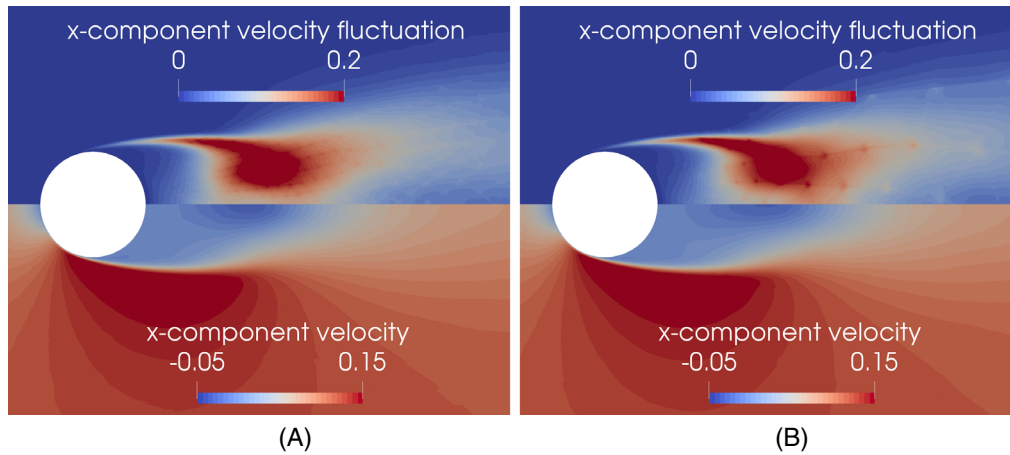 x-component velocity fluctuation
0 0.2
x-component velocity
-0.05 0.15
(A)
x-component velocity fluctuation
0 0.2
x-component velocity
-0.05 0.15
(B)